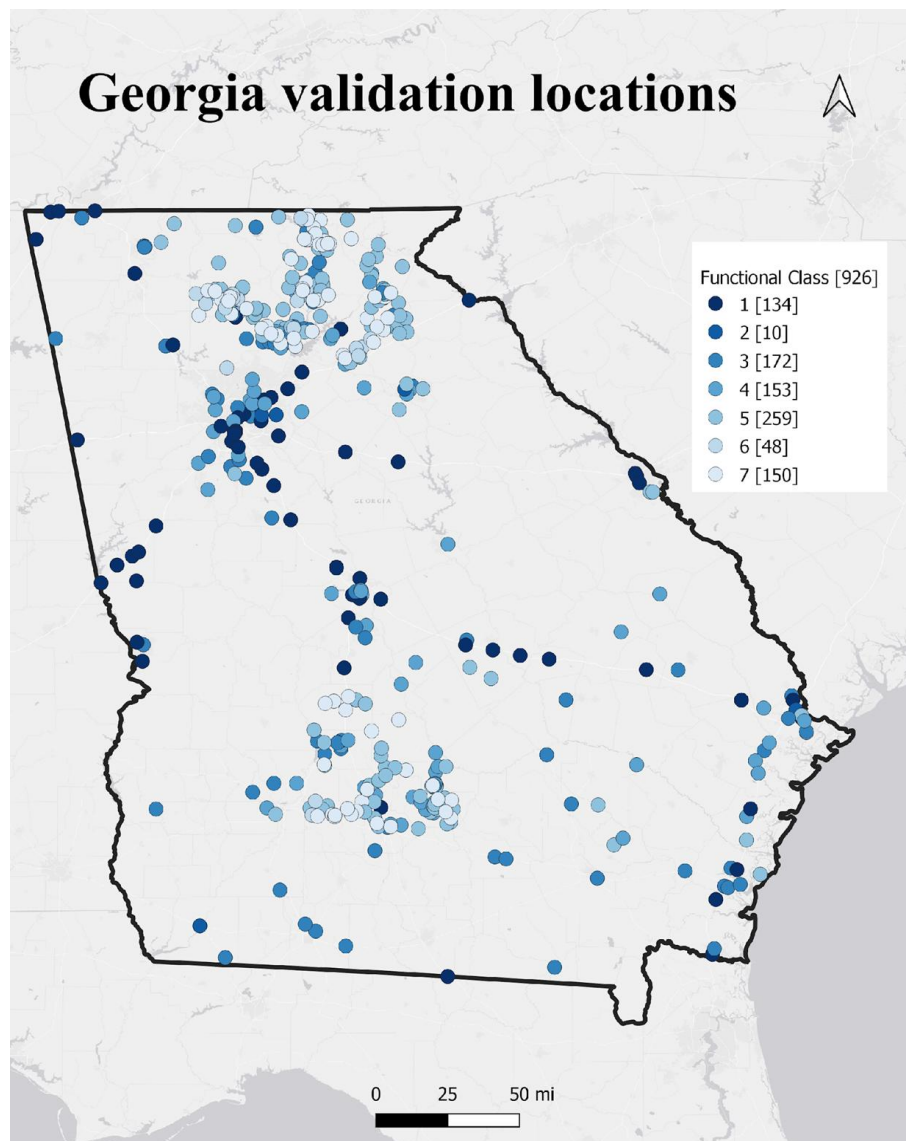 Georgia validation locations
Functional Class [926]
1 [134]
2 [10]
3 [172]
4 [153]
5 [259]
6 [48]
7 [150]
GEORGIA
0 25 50 mi